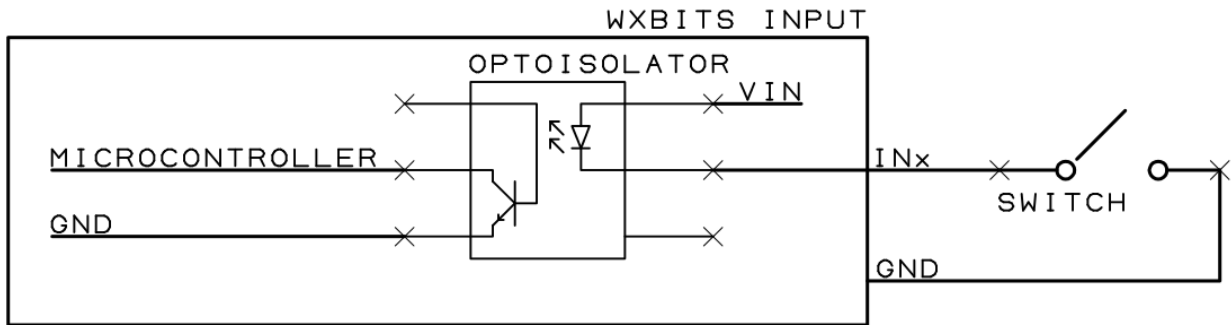 WXBITS INPUT
OPTOISOLATOR
VIN
MICROCONTROLLER
INx
SWITCH
GND
GND